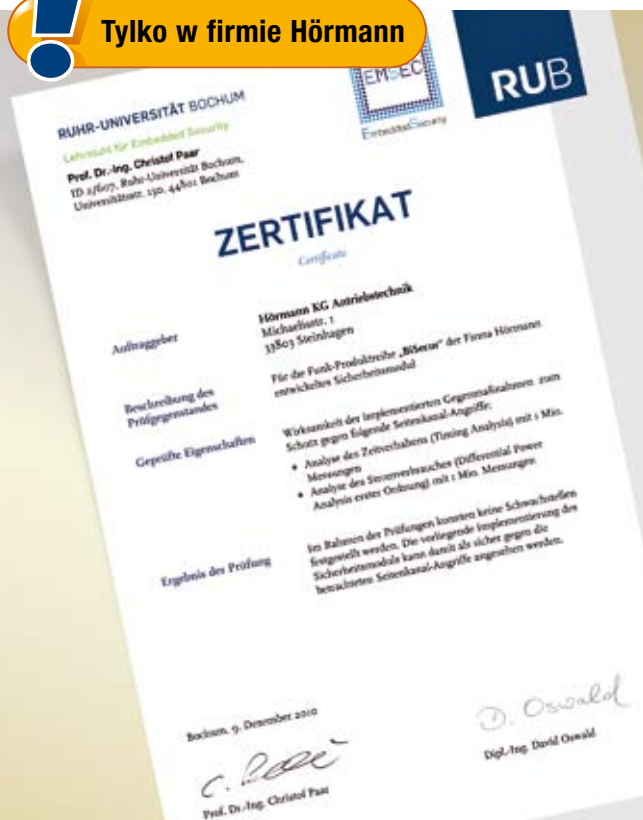 Tylko w firmie Hörmann
RUHR-UNIVERSITÄT BOCHUM
Lehrstuhl für Embedded Security
Prof. Dr.-Ing. Christof Paar
ID 2/607, Ruhr-Universität Bochum,
Universitätsstr. 150, 44801 Bochum
EMSEC
Embedded Security
RUB
ZERTIFIKAT
Certificate
Auftraggeber
Hörmann KG Antriebstechnik
Michaelisstr. 1
33803 Steinhagen
Beschreibung des
Prüfgegenstandes
Für die Funk-Produktreihe „BiSecur“ der Firma Hörmann
entwickeltes Sicherheitsmodul
Geprüfte Eigenschaften
Wirksamkeit der implementierten Gegenmaßnahmen zum
Schutz gegen folgende Seitenkanal-Angriffe:
• Analyse des Zeitverhaltens (Timing Analysis) mit 1 Mio.
Messungen
• Analyse des Stromverbrauches (Differential Power
Analysis erster Ordnung) mit 1 Mio. Messungen
Ergebnis der Prüfung
Im Rahmen der Prüfungen konnten keine Schwachstellen
festgestellt werden. Die vorliegende Implementierung des
Sicherheitsmoduls kann damit als sicher gegen die
betrachteten Seitenkanal-Angriffe angesehen werden.
Bochum, 9. Dezember 2010
D. Oswald
Prof. Dr.-Ing. Christof Paar
Dipl.-Ing. David Oswald